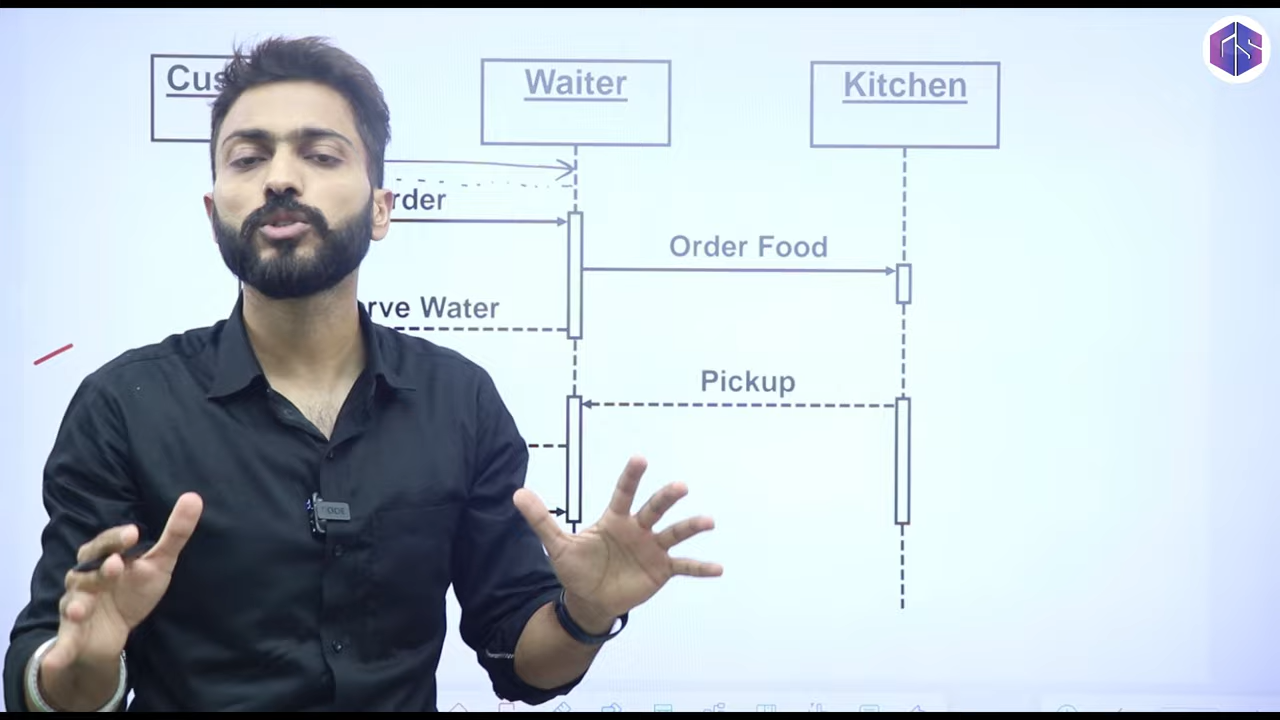 Cus
Waiter
Kitchen
rder
Order Food
rve Water
Pickup